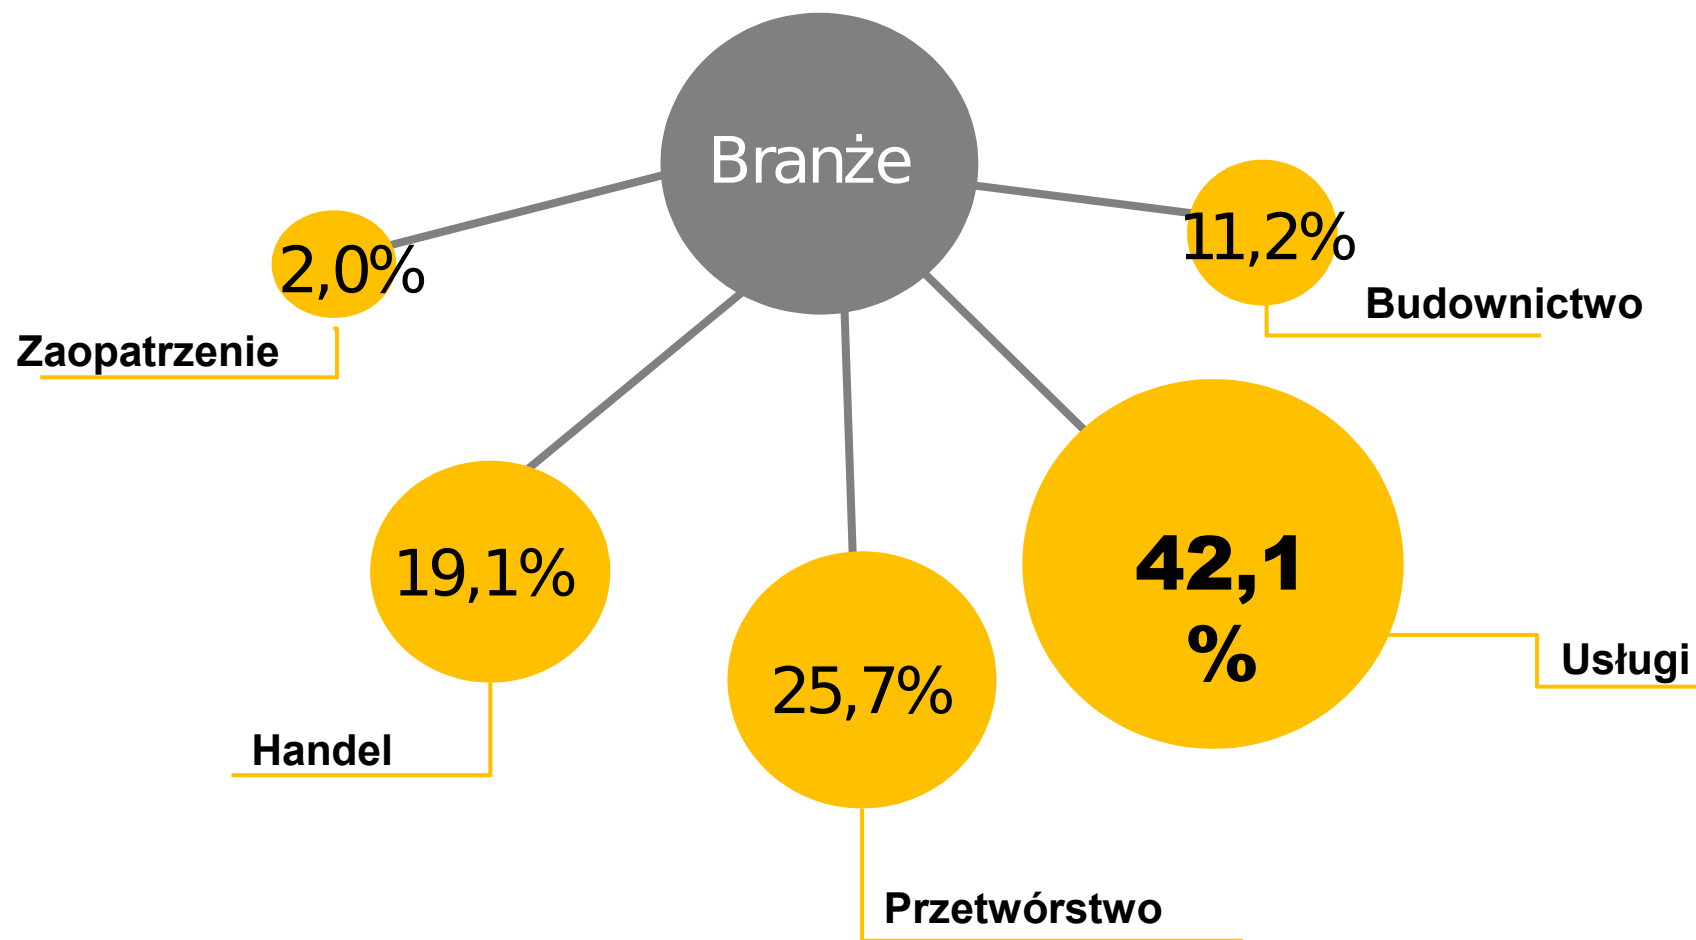 Branże
2,0%
Zaopatrzenie
11,2%
Budownictwo
19,1%
Handel
25,7%
Przetwórstwo
42,1
%
Usługi